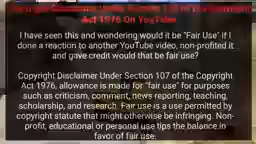 Act 1976 On YouTube
I have seen this and wondering would it be "Fair Use" if I
done a reaction to another YouTube video, non-profited it
and gave credit would that be fair use?
Copyright Disclaimer Under Section 107 of the Copyright
Act 1976, allowance is made for "fair use" for purposes
such as criticism, comment, news reporting, teaching,
scholarship, and research. Fair use is a use permitted by
copyright statute that might otherwise be infringing. Non-
profit, educational or personal use tips the balance in
favor of fair use.